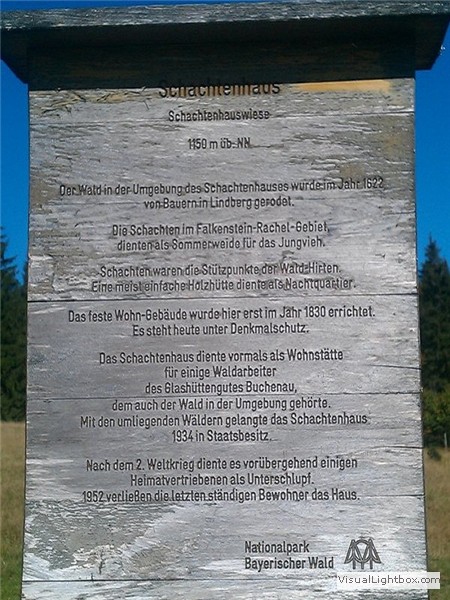 Schachtenhaus
Schachtenhauswiese
1150 m üb. NN
Der Wald in der Umgebung des Schachtenhauses wurde im Jahr 1622
von Bauern in Lindberg gerodet.
Die Schachten im Falkenstein-Rachel-Gebiet,
dienten als Sommerweide für das Jungvieh.
Schachten waren die Stützpunkte der Wald-Hirten.
Eine meist einfache Holzhütte diente als Nachtquartier.
Das feste Wohn-Gebäude wurde hier erst im Jahr 1830 errichtet.
Es steht heute unter Denkmalschutz.
Das Schachtenhaus diente vormals als Wohnstätte
für einige Waldarbeiter
des Glashüttengutes Buchenau,
dem auch der Wald in der Umgebung gehörte.
Mit den umliegenden Wäldern gelangte das Schachtenhaus
1934 in Staatsbesitz.
Nach dem 2. Weltkrieg diente es vorübergehend einigen
Heimatvertriebenen als Unterschlupf.
1952 verließen die letzten ständigen Bewohner das Haus.
Nationalpark
Bayerischer Wald
VisualLightbox.com